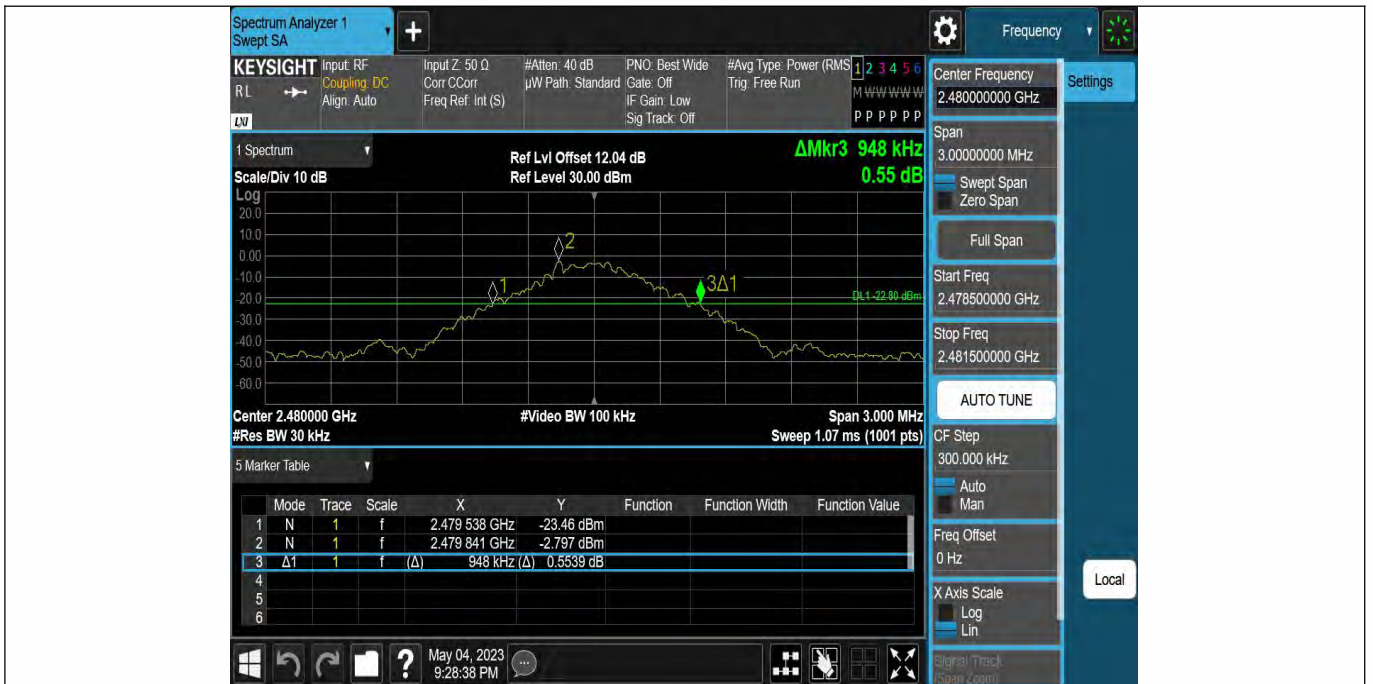 Spectrum Analyzer 1
Swept SA
+
Frequency
KEYSIGHT
RL
LXI
Input: RF
Coupling: DC
Align: Auto
Input Z: 50 Ω
Corr CCorr
Freq Ref: Int (S)
#Atten: 40 dB
µW Path: Standard
PNO: Best Wide
Gate: Off
IF Gain: Low
Sig Track: Off
#Avg Type: Power (RMS
Trig: Free Run
1 2 3 4 5 6
M W W W W W
P P P P P P
1 Spectrum
Scale/Div 10 dB
Ref Lvl Offset 12.04 dB
Ref Level 30.00 dBm
ΔMkr3 948 kHz
0.55 dB
Log
20.0
10.0
0.00
-10.0
-20.0
-30.0
-40.0
-50.0
-60.0
1
2
3Δ1
DL1 -22.80 dBm
Center 2.480000 GHz
#Video BW 100 kHz
Span 3.000 MHz
#Res BW 30 kHz
Sweep 1.07 ms (1001 pts)
5 Marker Table
Mode Trace Scale X Y Function Function Width Function Value
1 N 1 f 2.479 538 GHz -23.46 dBm
2 N 1 f 2.479 841 GHz -2.797 dBm
3 Δ1 1 f (Δ) 948 kHz (Δ) 0.5539 dB
4
5
6
?
May 04, 2023
9:28:38 PM
Center Frequency
2.480000000 GHz
Settings
Span
3.00000000 MHz
Swept Span
Zero Span
Full Span
Start Freq
2.478500000 GHz
Stop Freq
2.481500000 GHz
AUTO TUNE
CF Step
300.000 kHz
Auto
Man
Freq Offset
0 Hz
X Axis Scale
Log
Lin
Local
Signal Track
(Span Zoom)